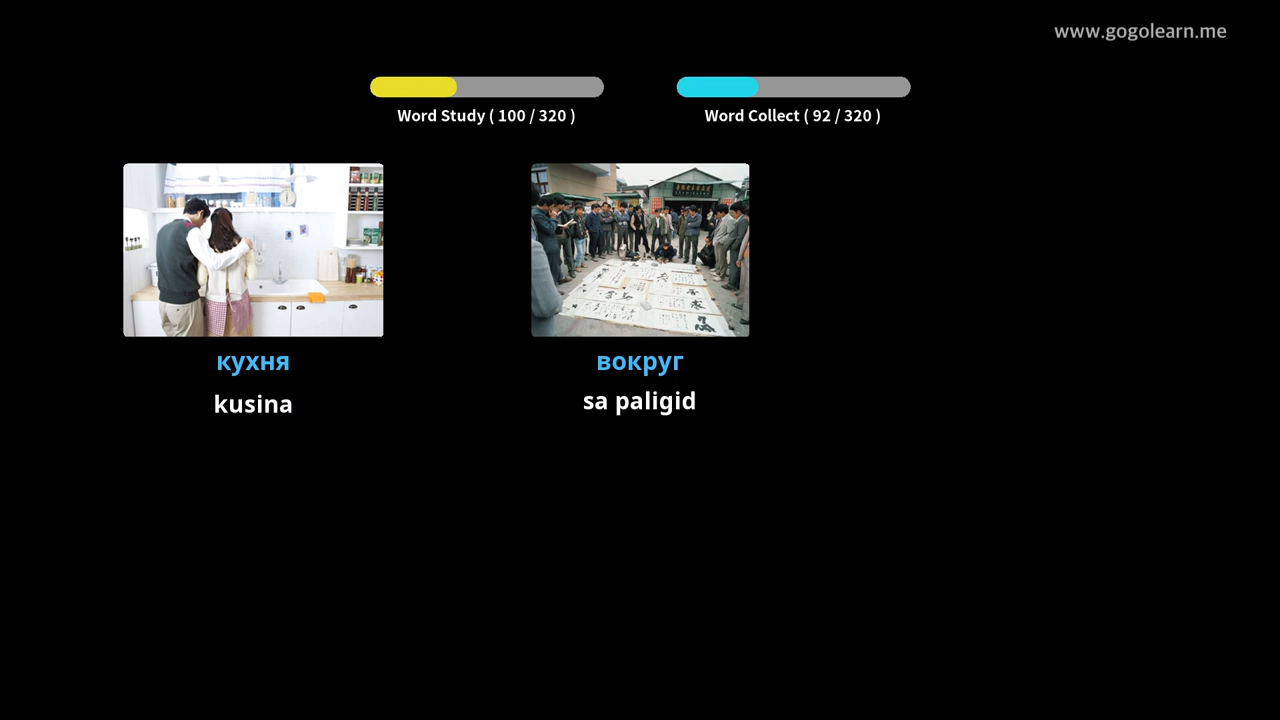 www.gogolearn.me
Word Study ( 100 / 320 )
Word Collect ( 92 / 320 )
кухня
вокруг
kusina
sa paligid